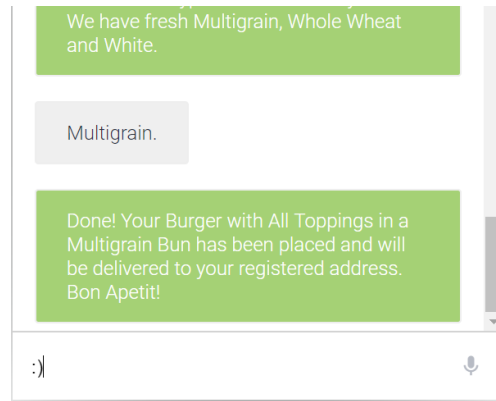 We have fresh Multigrain, Whole Wheat
and White.
Multigrain.
Done! Your Burger with All Toppings in a
Multigrain Bun has been placed and will
be delivered to your registered address.
Bon Apetit!
:)